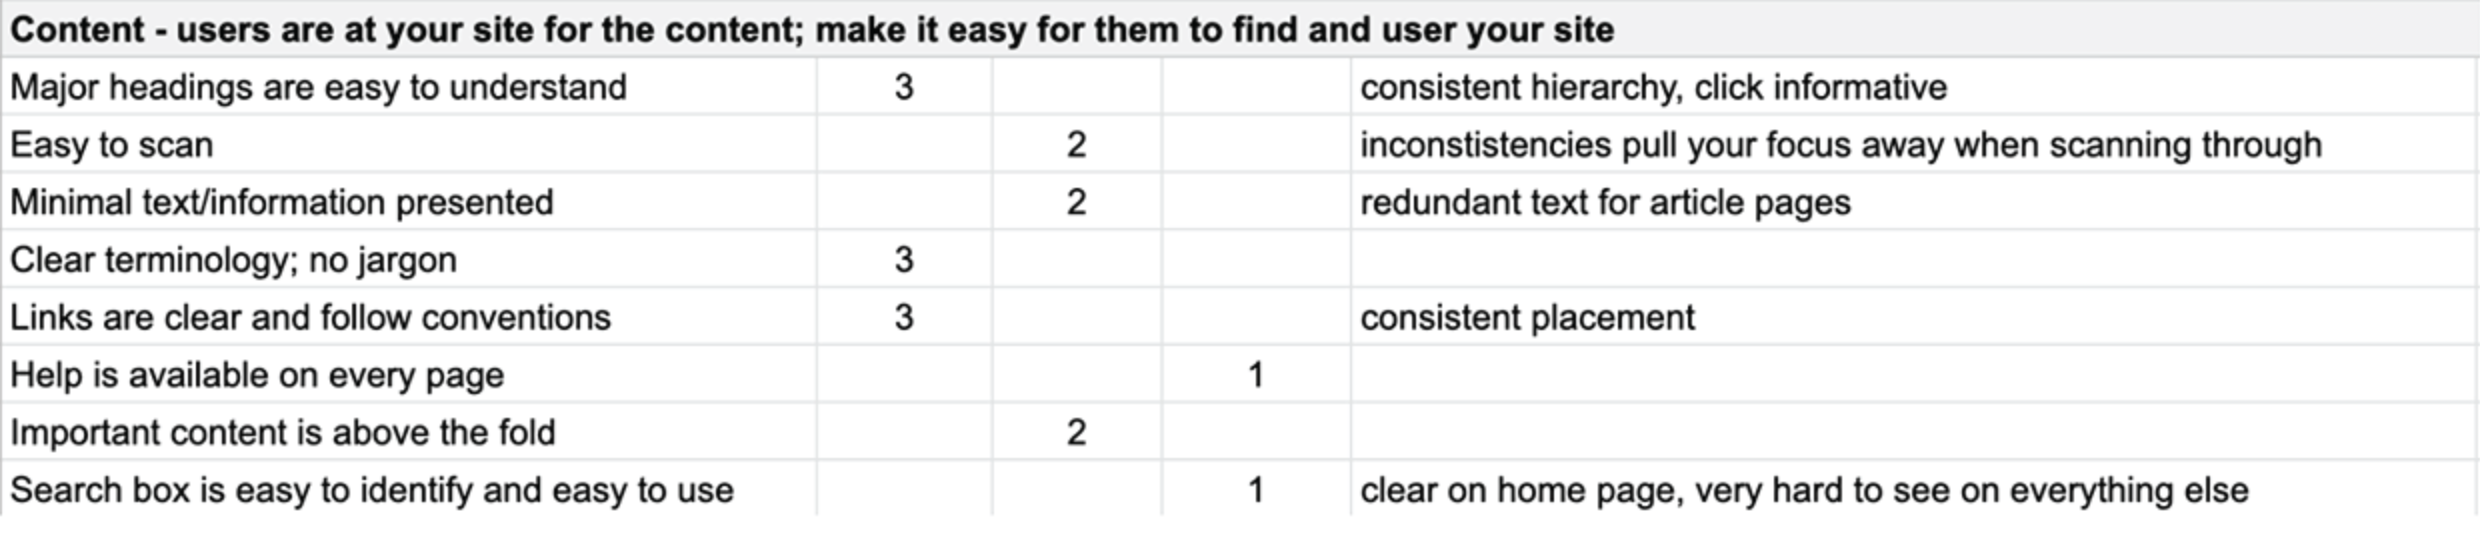 Content - users are at your site for the content; make it easy for them to find and user your site
Major headings are easy to understand 3 consistent hierarchy, click informative
Easy to scan 2 inconstistencies pull your focus away when scanning through
Minimal text/information presented 2 redundant text for article pages
Clear terminology; no jargon 3
Links are clear and follow conventions 3 consistent placement
Help is available on every page 1
Important content is above the fold 2
Search box is easy to identify and easy to use 1 clear on home page, very hard to see on everything else